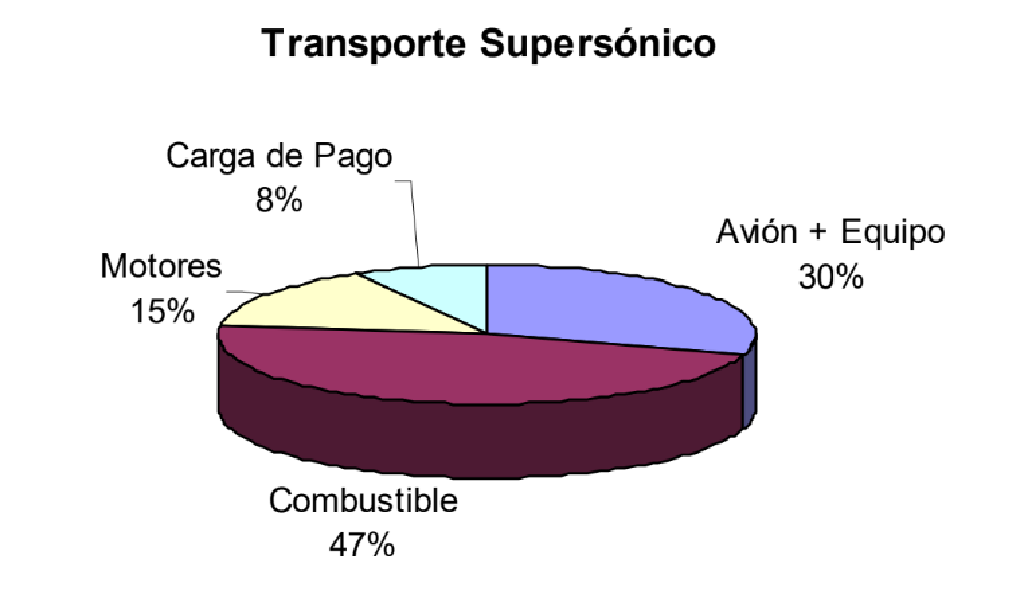 Transporte Supersónico
Carga de Pago
8%
Avión + Equipo
30%
Motores
15%
Combustible
47%